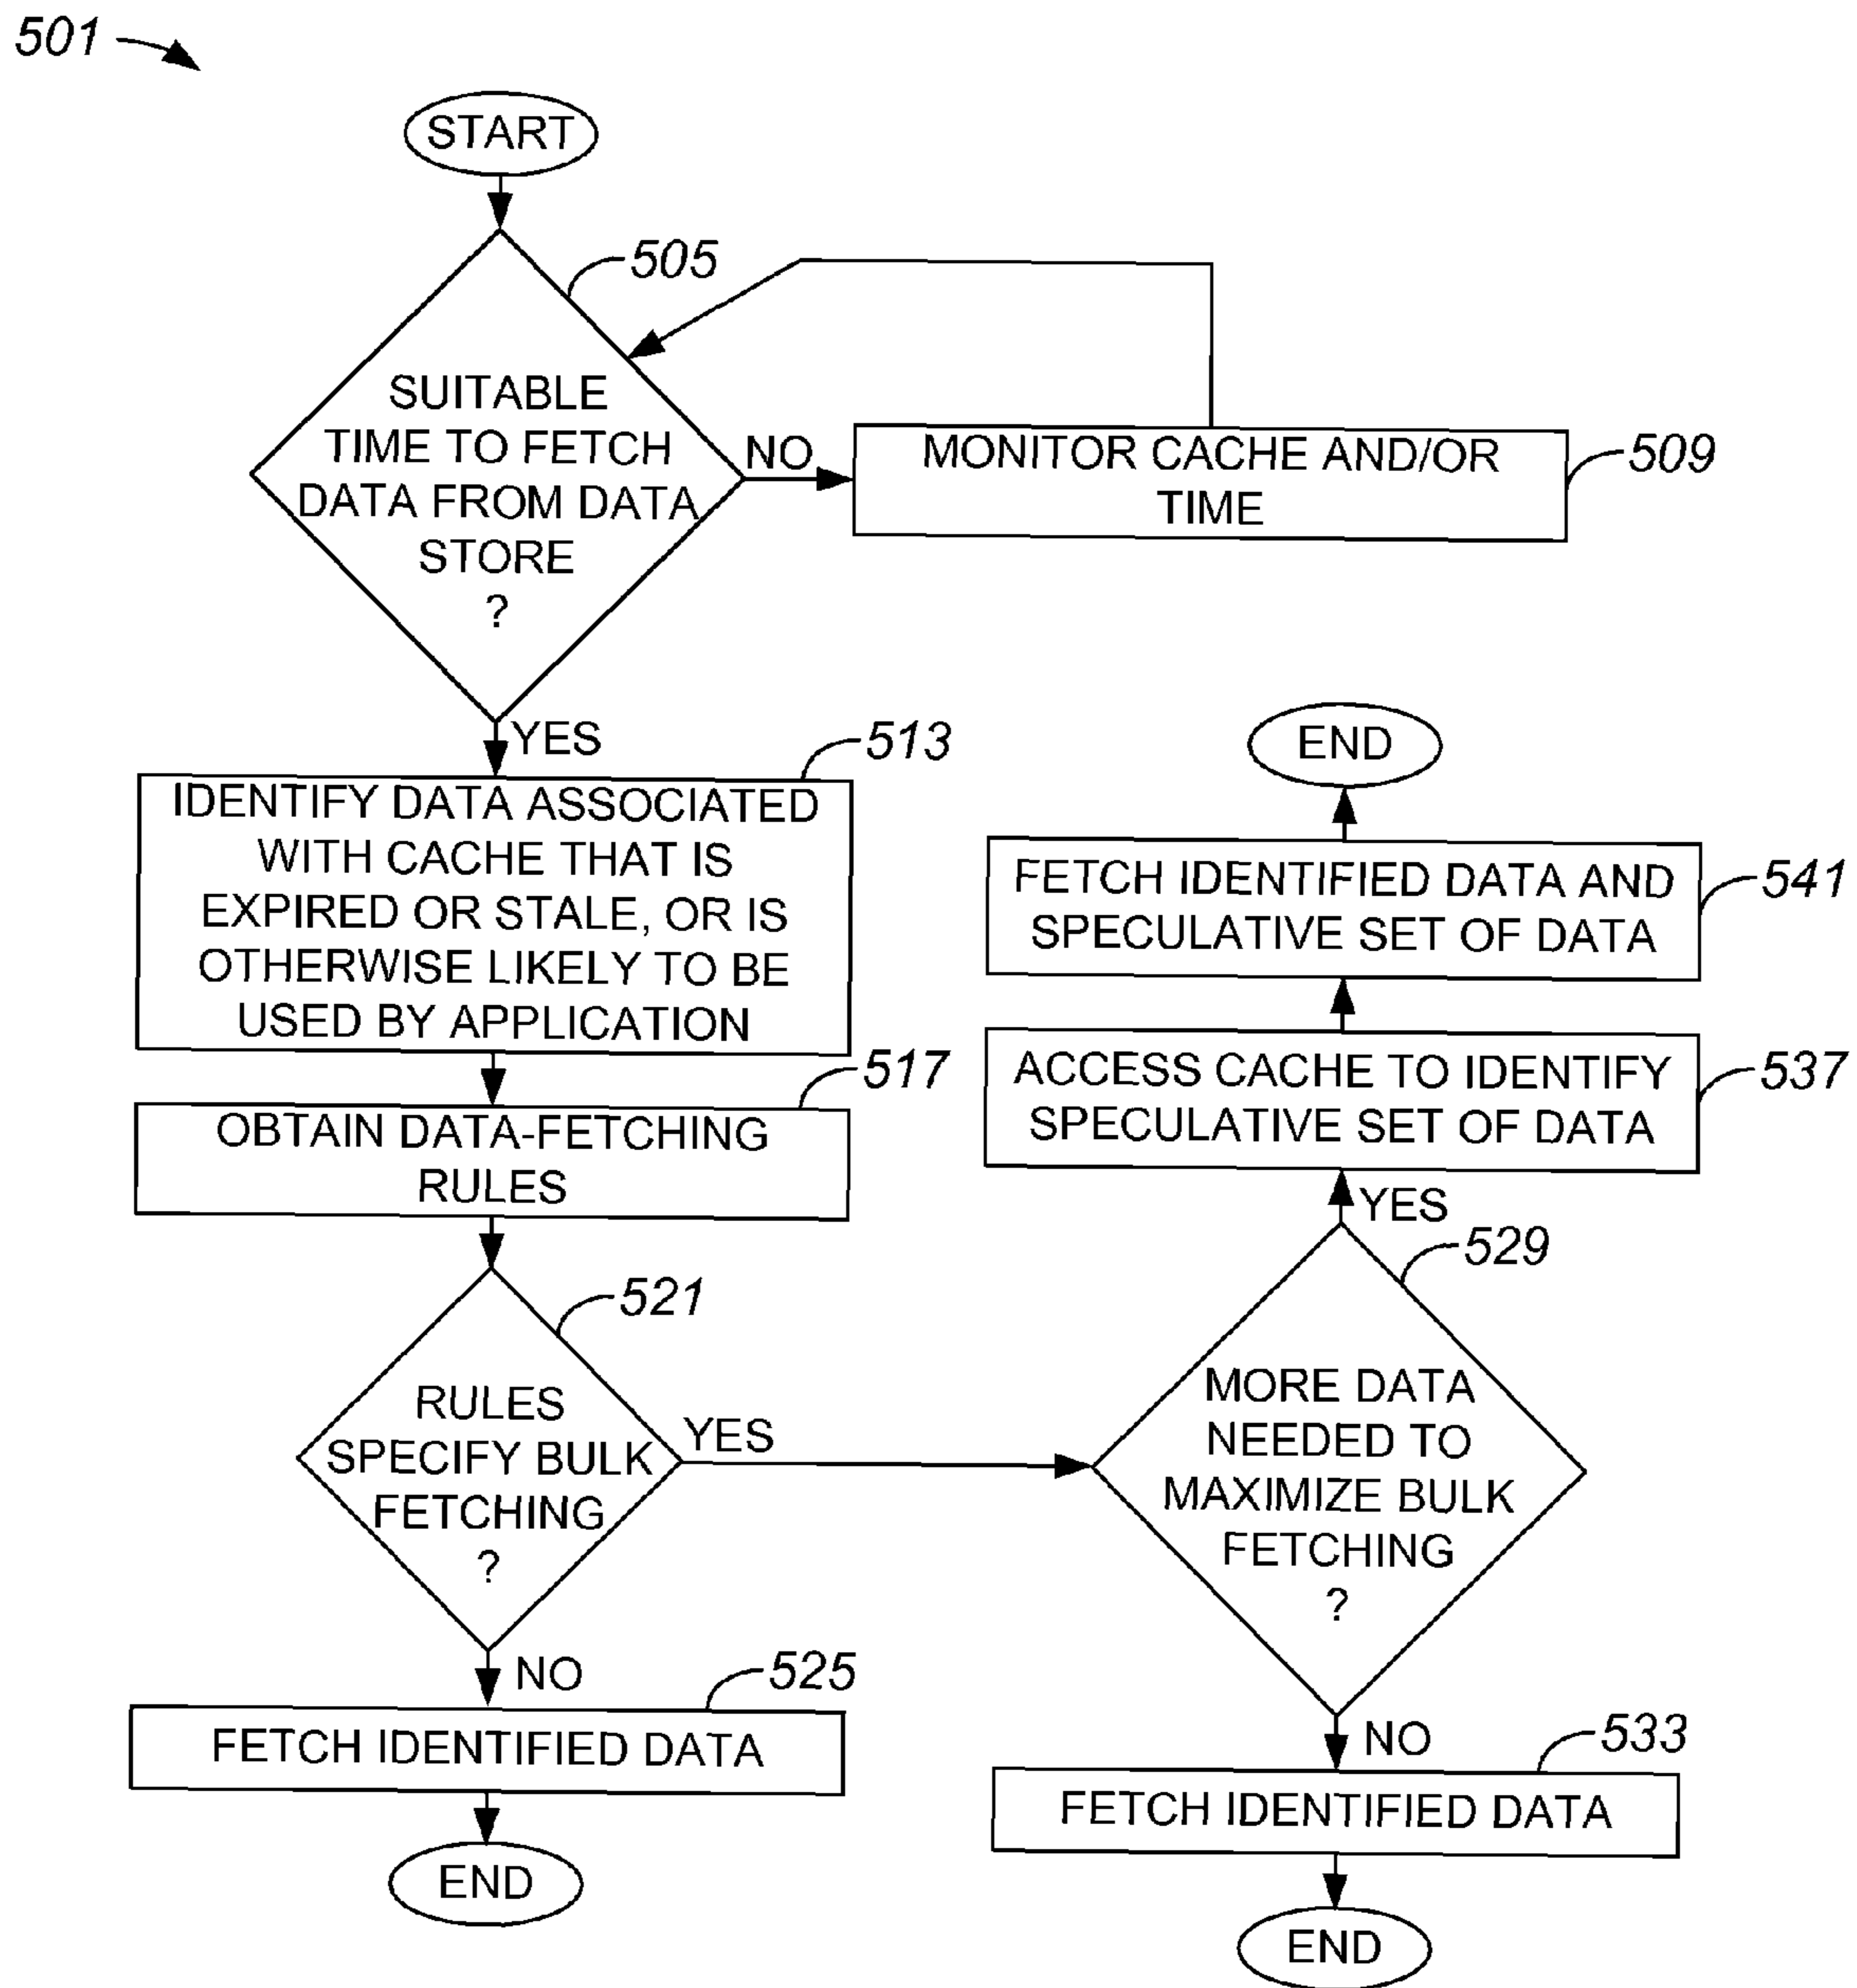 501
START
505
SUITABLE
TIME TO FETCH
DATA FROM DATA
STORE
?
NO
MONITOR CACHE AND/OR
TIME
509
YES
513
IDENTIFY DATA ASSOCIATED
WITH CACHE THAT IS
EXPIRED OR STALE, OR IS
OTHERWISE LIKELY TO BE
USED BY APPLICATION
517
OBTAIN DATA-FETCHING
RULES
521
RULES
SPECIFY BULK
FETCHING
?
YES
NO
525
FETCH IDENTIFIED DATA
END
END
FETCH IDENTIFIED DATA AND
SPECULATIVE SET OF DATA
541
ACCESS CACHE TO IDENTIFY
SPECULATIVE SET OF DATA
537
YES
529
MORE DATA
NEEDED TO
MAXIMIZE BULK
FETCHING
?
NO
533
FETCH IDENTIFIED DATA
END